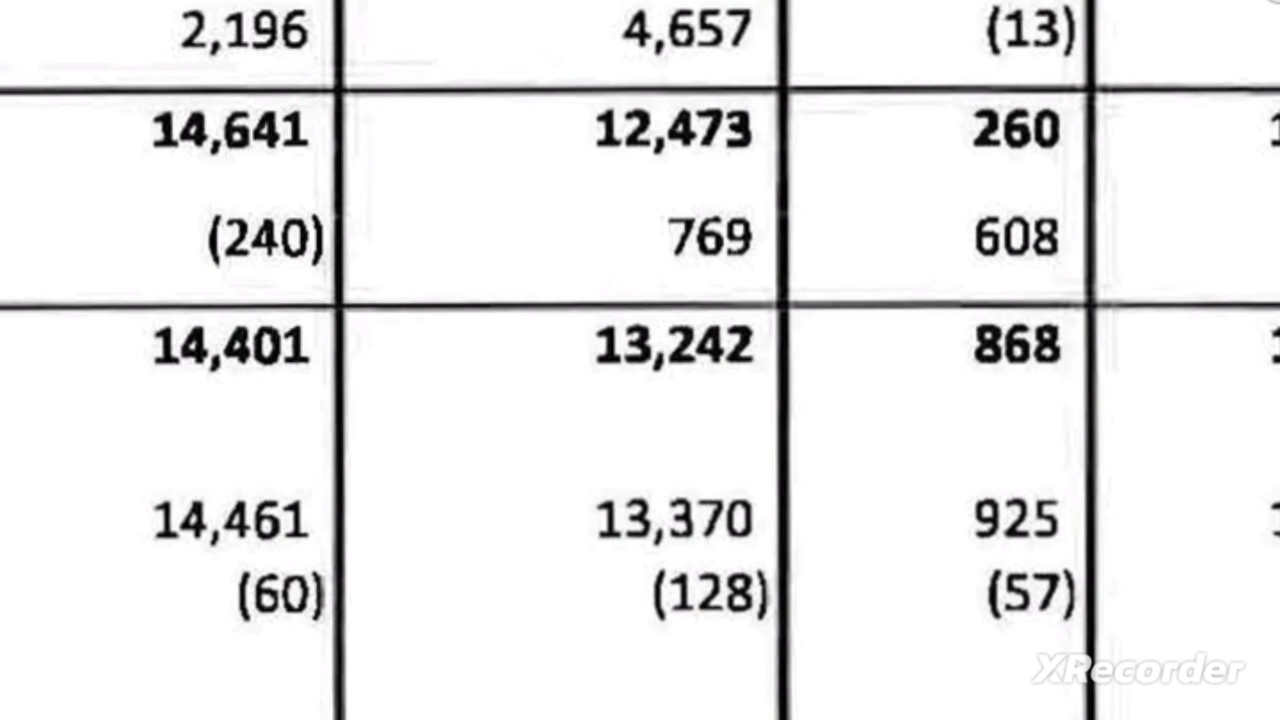 2,196 4,657 (13)
14,641 12,473 260
(240) 769 608
14,401 13,242 868
14,461 13,370 925
(60) (128) (57)
XRecorder